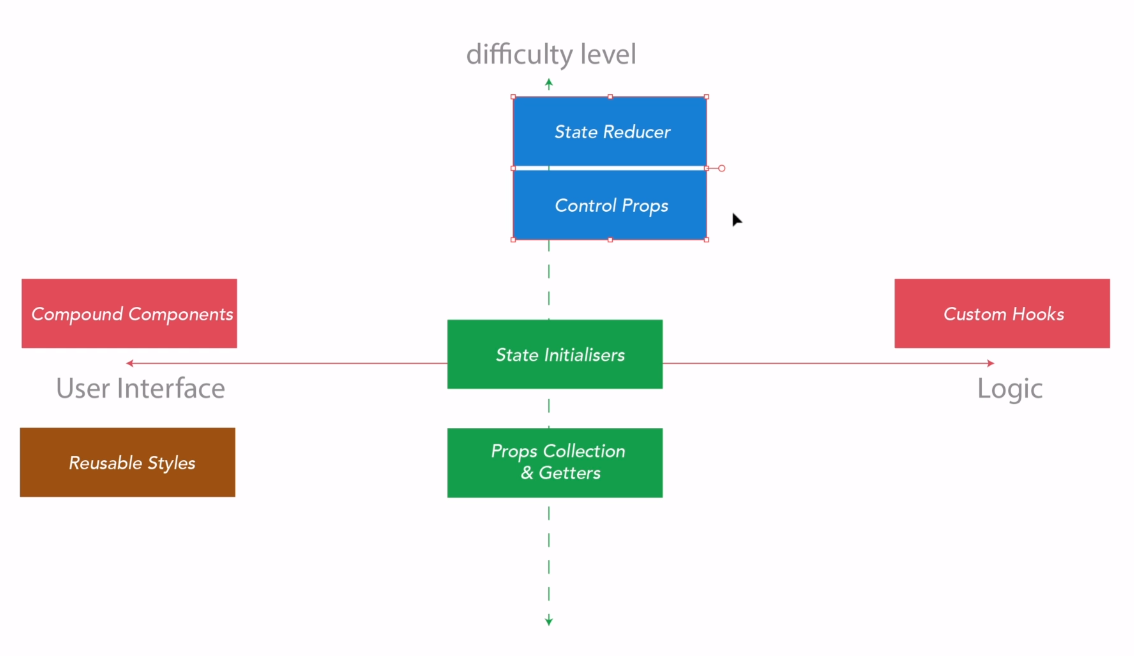 difficulty level
State Reducer
Control Props
Compound Components
Custom Hooks
State Initialisers
User Interface
Logic
Reusable Styles
Props Collection
& Getters